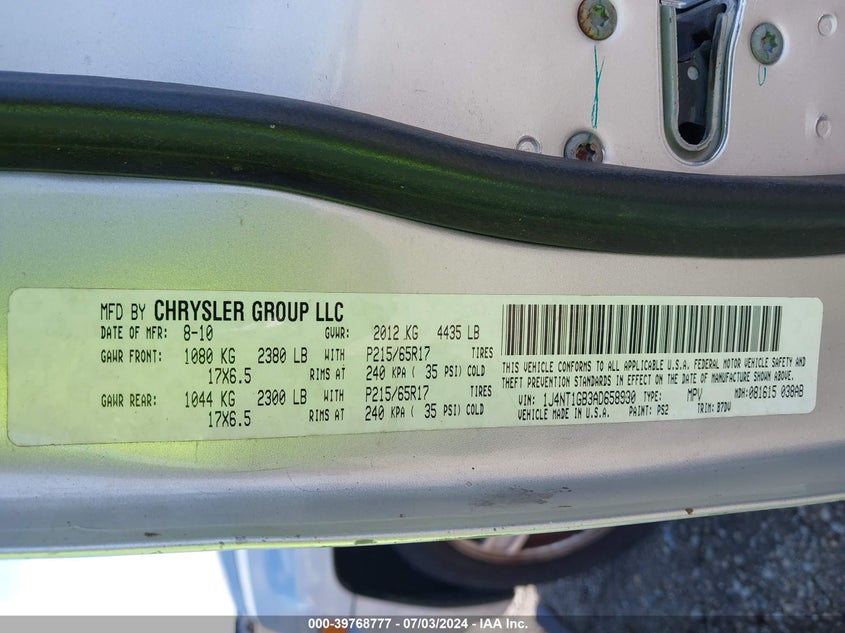 MFD BY CHRYSLER GROUP LLC
DATE OF MFR: 8-10 GVWR: 2012 KG 4435 LB
GAWR FRONT: 1080 KG 2380 LB WITH P215/65R17 TIRES
17X6.5 RIMS AT 240 KPA ( 35 PSI) COLD
GAWR REAR: 1044 KG 2300 LB WITH P215/65R17 TIRES
17X6.5 RIMS AT 240 KPA ( 35 PSI) COLD
THIS VEHICLE CONFORMS TO ALL APPLICABLE U.S.A. FEDERAL MOTOR VEHICLE SAFETY AND
THEFT PREVENTION STANDARDS IN EFFECT ON THE DATE OF MANUFACTURE SHOWN ABOVE.
VIN: 1J4NT1GB3AD658930 TYPE: MPV MDH:081615 038AB
VEHICLE MADE IN U.S.A. PAINT: PS2 TRIM: B7DV
000-39768777 - 07/03/2024 - IAA Inc.